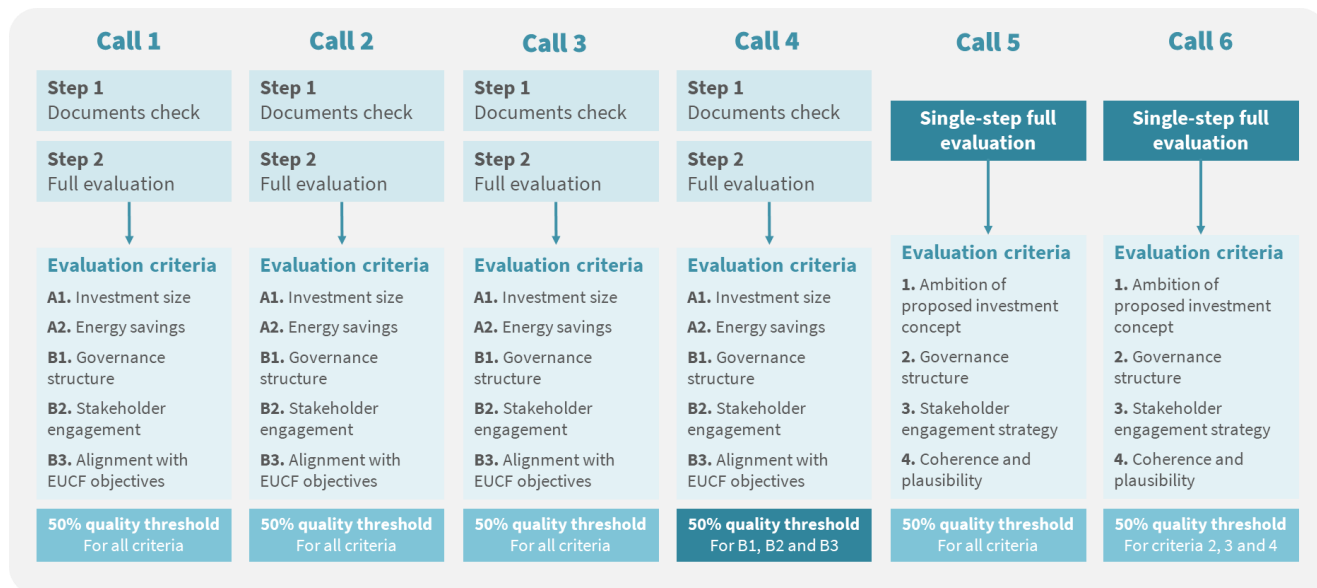 Call 1
Step 1
Documents check
Step 2
Full evaluation
Evaluation criteria
A1. Investment size
A2. Energy savings
B1. Governance
structure
B2. Stakeholder
engagement
B3. Alignment with
EUCF objectives
50% quality threshold
For all criteria
Call 2
Step 1
Documents check
Step 2
Full evaluation
Evaluation criteria
A1. Investment size
A2. Energy savings
B1. Governance
structure
B2. Stakeholder
engagement
B3. Alignment with
EUCF objectives
50% quality threshold
For all criteria
Call 3
Step 1
Documents check
Step 2
Full evaluation
Evaluation criteria
A1. Investment size
A2. Energy savings
B1. Governance
structure
B2. Stakeholder
engagement
B3. Alignment with
EUCF objectives
50% quality threshold
For all criteria
Call 4
Step 1
Documents check
Step 2
Full evaluation
Evaluation criteria
A1. Investment size
A2. Energy savings
B1. Governance
structure
B2. Stakeholder
engagement
B3. Alignment with
EUCF objectives
50% quality threshold
For B1, B2 and B3
Call 5
Single-step full
evaluation
Evaluation criteria
1. Ambition of
proposed investment
concept
2. Governance
structure
3. Stakeholder
engagement strategy
4. Coherence and
plausibility
50% quality threshold
For all criteria
Call 6
Single-step full
evaluation
Evaluation criteria
1. Ambition of
proposed investment
concept
2. Governance
structure
3. Stakeholder
engagement strategy
4. Coherence and
plausibility
50% quality threshold
For criteria 2, 3 and 4